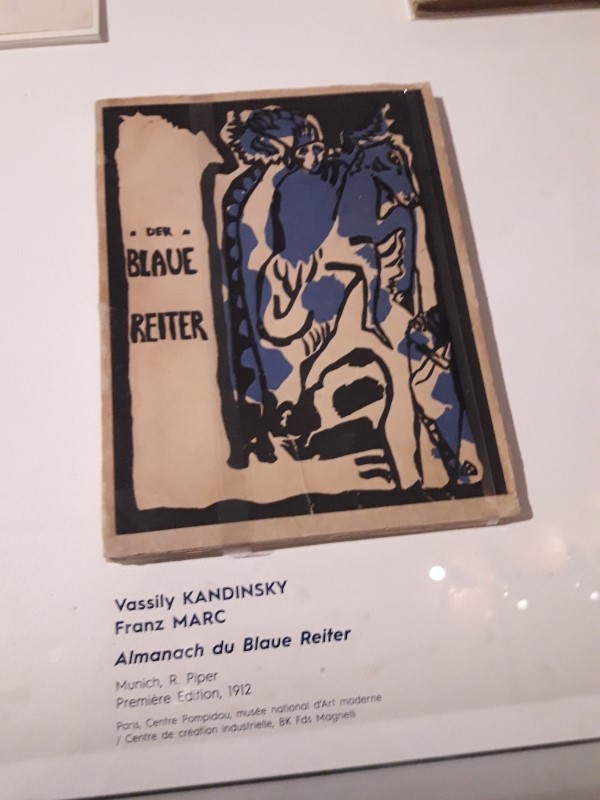 DER
BLAUE
REITER
Vassily KANDINSKY
Franz MARC
Almanach du Blaue Reiter
Munich, R. Piper
Première Edition, 1912
Paris, Centre Pompidou, musée national d'Art moderne
/ Centre de création industrielle, BK Fds Magnelli